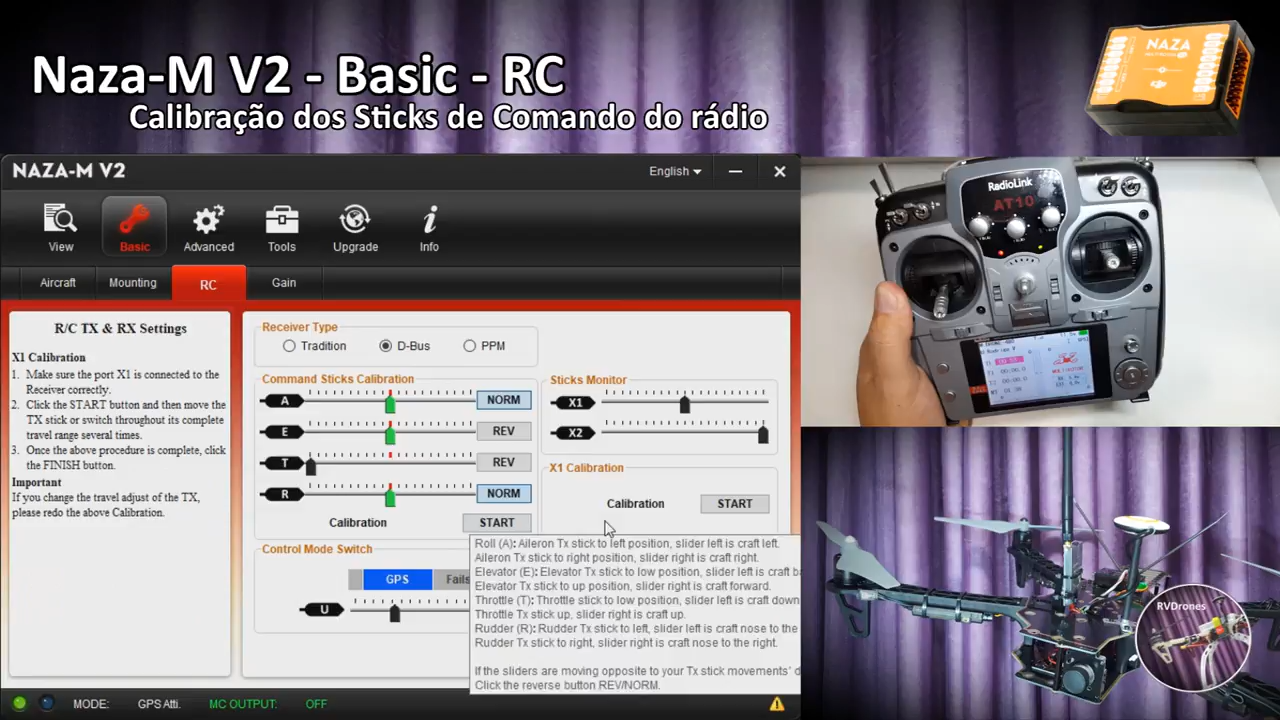 Naza-M V2 - Basic - RC
Calibração dos Sticks de Comando do rádio
NAZA
NAZA-M V2
English
View
Basic
Advanced
Tools
Upgrade
Info
Aircraft
Mounting
RC
Gain
R/C TX & RX Settings
X1 Calibration
1. Make sure the port X1 is connected to the
Receiver correctly.
2. Click the START button and then move the
TX stick or switch throughout its complete
travel range several times.
3. Once the above procedure is complete, click
the FINISH button.
Important
If you change the travel adjust of the TX,
please redo the above Calibration.
Receiver Type
Tradition
D-Bus
PPM
Command Sticks Calibration
A
NORM
E
REV
T
REV
R
NORM
Calibration
START
Control Mode Switch
GPS
Fails
U
Sticks Monitor
X1
X2
X1 Calibration
Calibration
START
Roll (A): Aileron Tx stick to left position, slider left is craft left.
Aileron Tx stick to right position, slider right is craft right.
Elevator (E): Elevator Tx stick to low position, slider left is craft ba
Elevator Tx stick to up position, slider right is craft forward.
Throttle (T): Throttle stick to low position, slider left is craft down
Throttle Tx stick up, slider right is craft up.
Rudder (R): Rudder Tx stick to left, slider left is craft nose to the
Rudder Tx stick to right, slider right is craft nose to the right.
If the sliders are moving opposite to your Tx stick movements' d
Click the reverse button REV/NORM.
MODE:
GPS Atti.
MC OUTPUT:
OFF
RadioLink
AT10
RVDrones